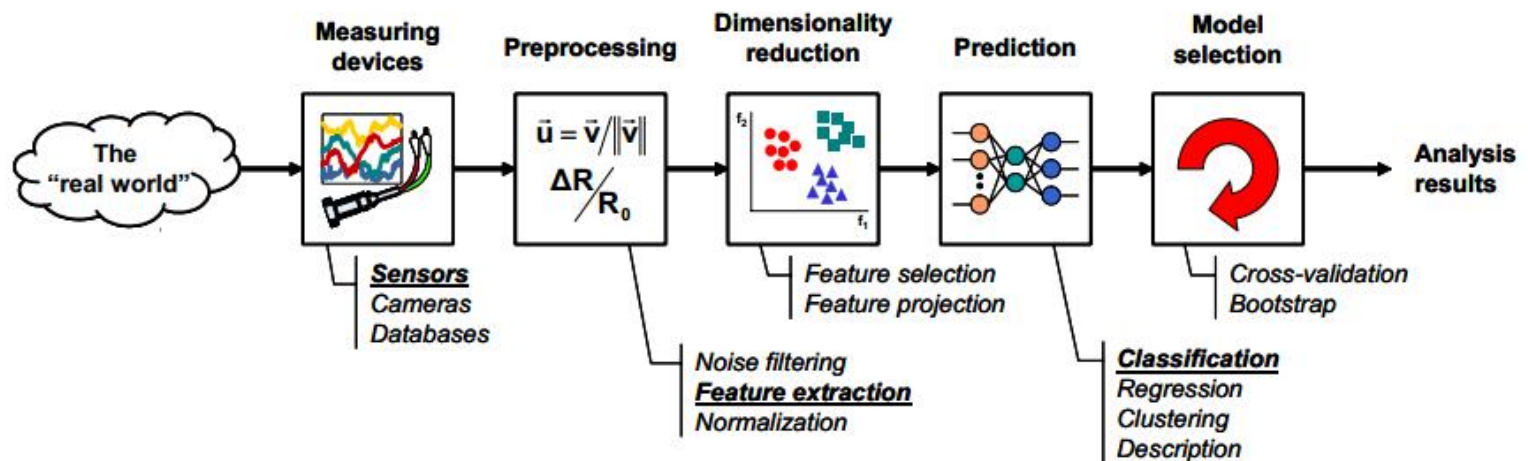 Measuring
devices
Preprocessing
Dimensionality
reduction
Prediction
Model
selection
The
“real world”
u⃗ = v⃗/‖v⃗‖
ΔR/R₀
f₂
f₁
Analysis
results
Sensors
Cameras
Databases
Noise filtering
Feature extraction
Normalization
Feature selection
Feature projection
Classification
Regression
Clustering
Description
Cross-validation
Bootstrap